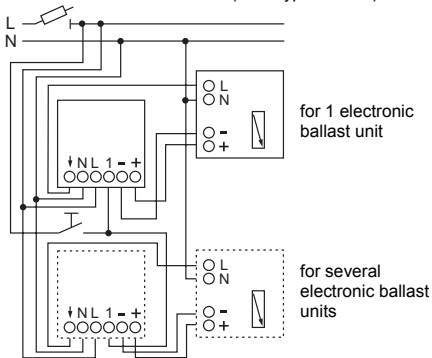 L
N
L
N
-
+
for 1 electronic
ballast unit
↓ N L 1 - +
L
N
-
+
for several
electronic ballast
units
↓ N L 1 - +